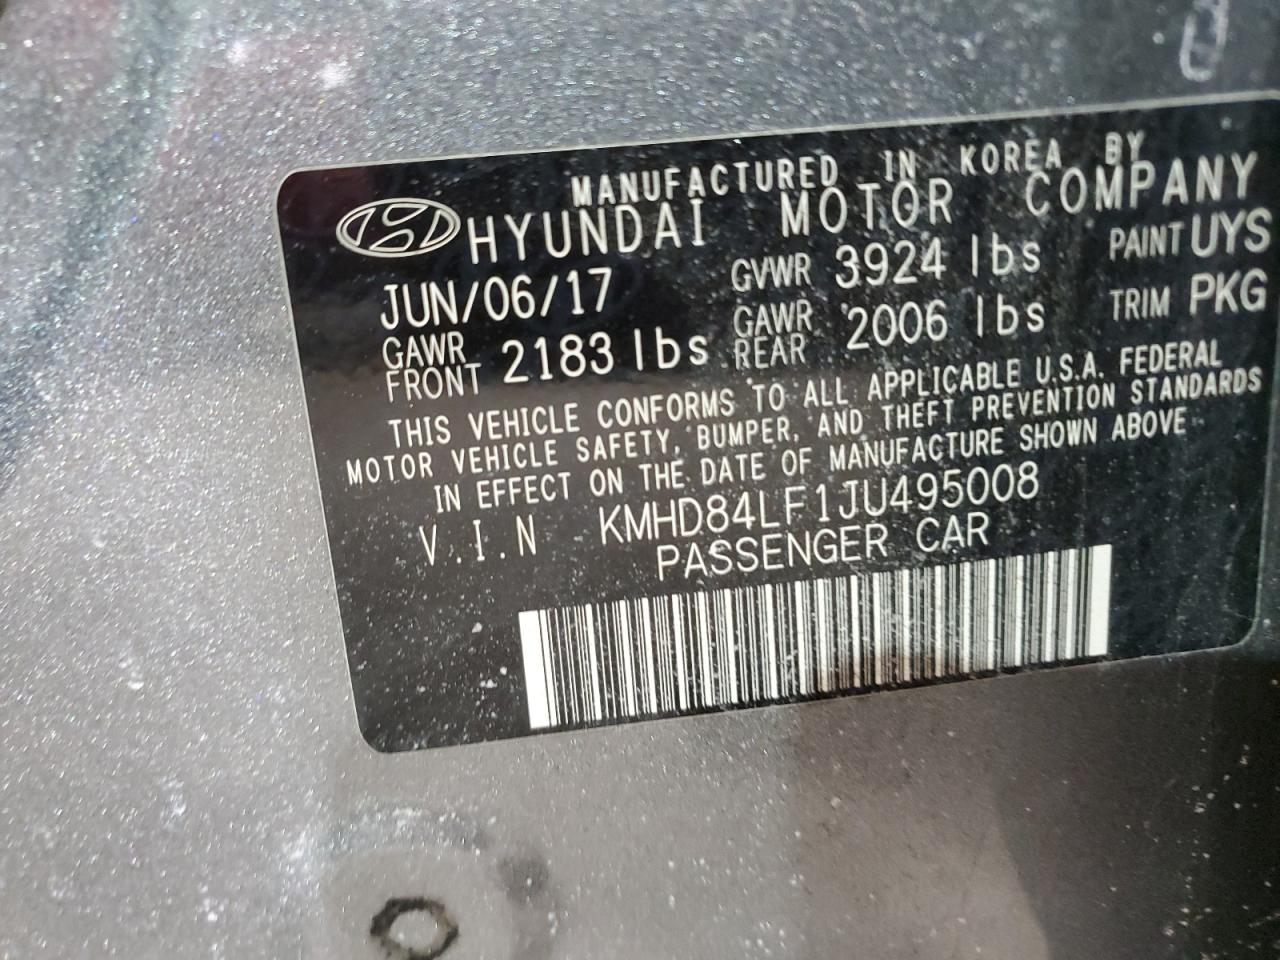 MANUFACTURED IN KOREA BY
HYUNDAI MOTOR COMPANY
JUN/06/17 GVWR 3924 lbs PAINT UYS
GAWR FRONT 2183 lbs GAWR REAR 2006 lbs TRIM PKG
THIS VEHICLE CONFORMS TO ALL APPLICABLE U.S.A. FEDERAL
MOTOR VEHICLE SAFETY, BUMPER, AND THEFT PREVENTION STANDARDS
IN EFFECT ON THE DATE OF MANUFACTURE SHOWN ABOVE
V.I.N KMHD84LF1JU495008
PASSENGER CAR